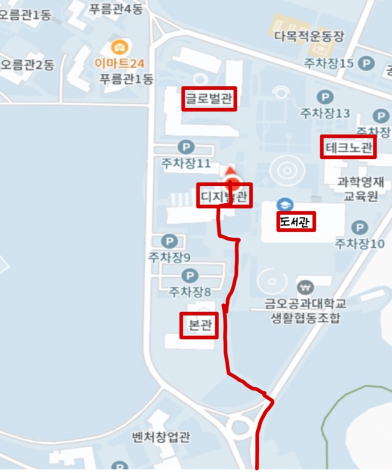 푸름관4동
오름관1동
다목적운동장
이마트24
푸름관1동
오름관2동
주차장15
글로벌관
P
주차장13
P
주차장
P
주차장11
테크노관
과학영재
교육원
디지털관
도서관
P
주차장10
P
주차장9
P
주차장8
금오공과대학교
생활협동조합
본관
벤처창업관
P